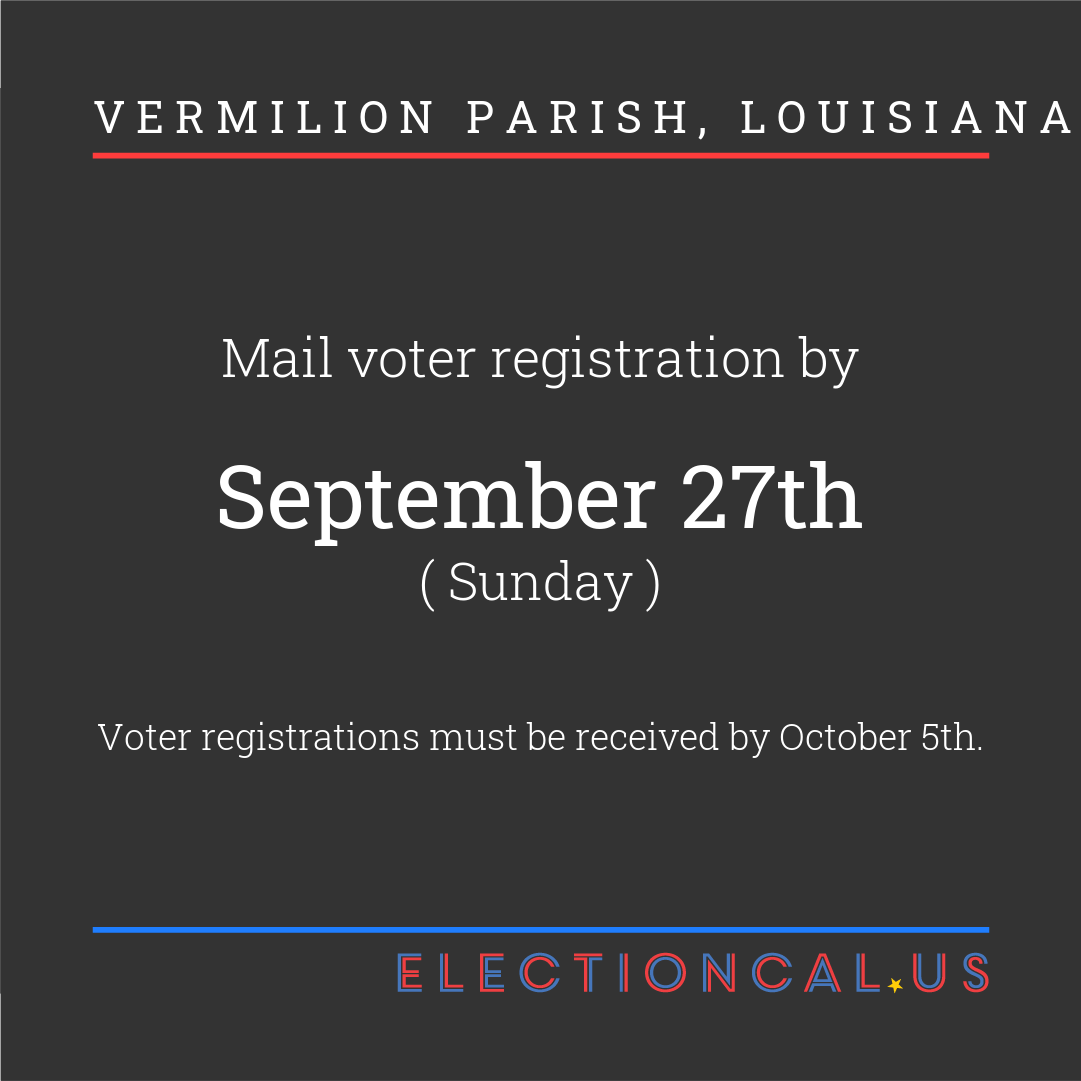 VERMILION PARISH, LOUISIANA
Mail voter registration by
September 27th
( Sunday )
Voter registrations must be received by October 5th.
ELECTIONCAL.US